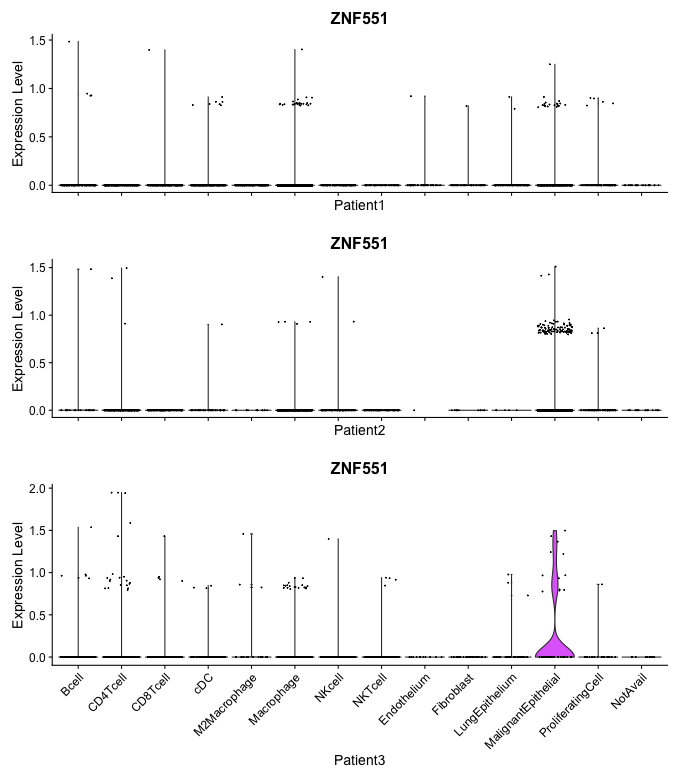 ZNF551
Expression Level
1.5
1.0
0.5
0.0
Patient1
ZNF551
Expression Level
1.5
1.0
0.5
0.0
Patient2
ZNF551
Expression Level
2.0
1.5
1.0
0.5
0.0
Bcell
CD4Tcell
CD8Tcell
cDC
M2Macrophage
Macrophage
NKcell
NKTcell
Endothelium
Fibroblast
LungEpithelium
MalignantEpithelial
ProliferatingCell
NotAvail
Patient3